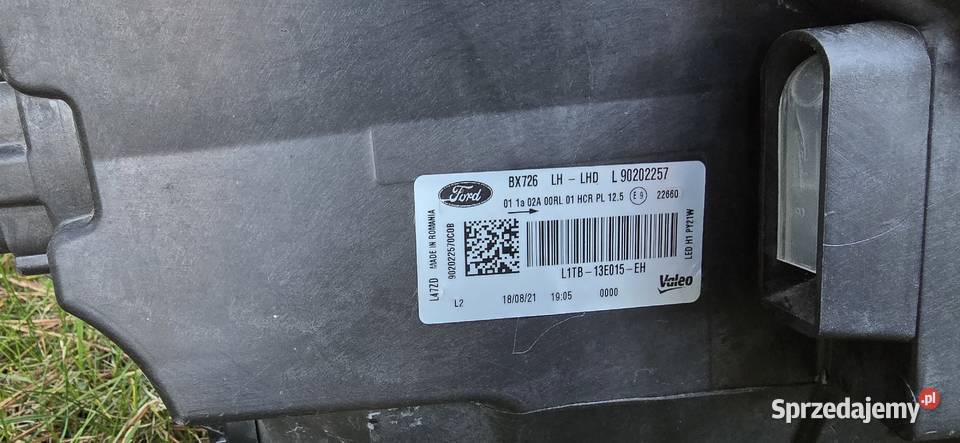 Ford
BX726 LH - LHD L 90202257
01 1a 02A 00RL 01 HCR PL 12.5 E9 22660
L1TB - 13E015 - EH
L2 18/08/21 19:05 0000
Valeo
L47ZD MADE IN ROMANIA
902022570C0B
LED H1 PY21W
Sprzedajemy.pl